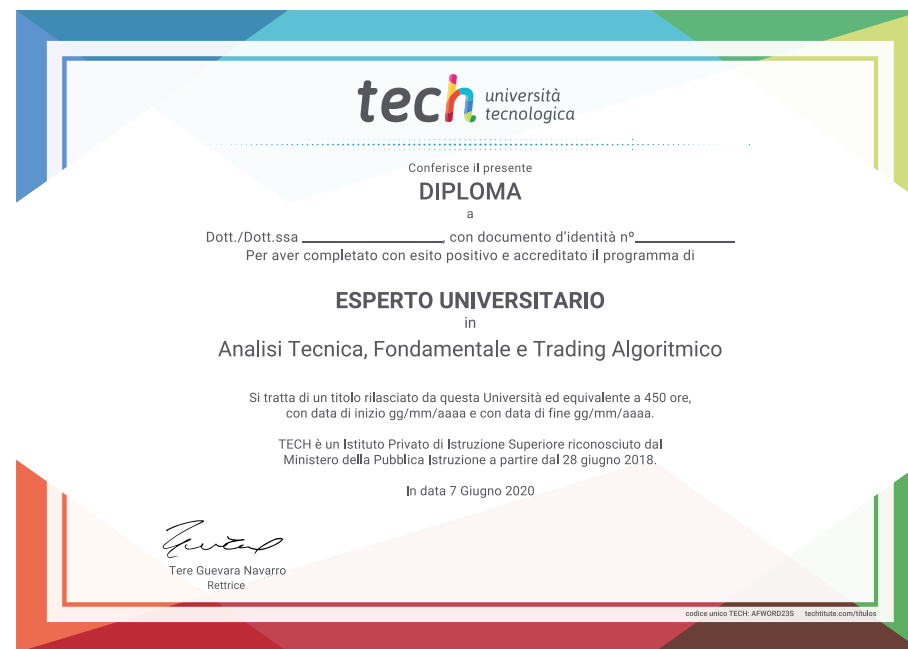 tech università
tecnologica
Conferisce il presente
DIPLOMA
a
Dott./Dott.ssa ____________________, con documento d'identità nº______________
Per aver completato con esito positivo e accreditato il programma di
ESPERTO UNIVERSITARIO
in
Analisi Tecnica, Fondamentale e Trading Algoritmico
Si tratta di un titolo rilasciato da questa Università ed equivalente a 450 ore,
con data di inizio gg/mm/aaaa e con data di fine gg/mm/aaaa.
TECH è un Istituto Privato di Istruzione Superiore riconosciuto dal
Ministero della Pubblica Istruzione a partire dal 28 giugno 2018.
In data 7 Giugno 2020
Tere Guevara Navarro
Rettrice
codice unico TECH: AFWORD23S techtitute.com/títulos